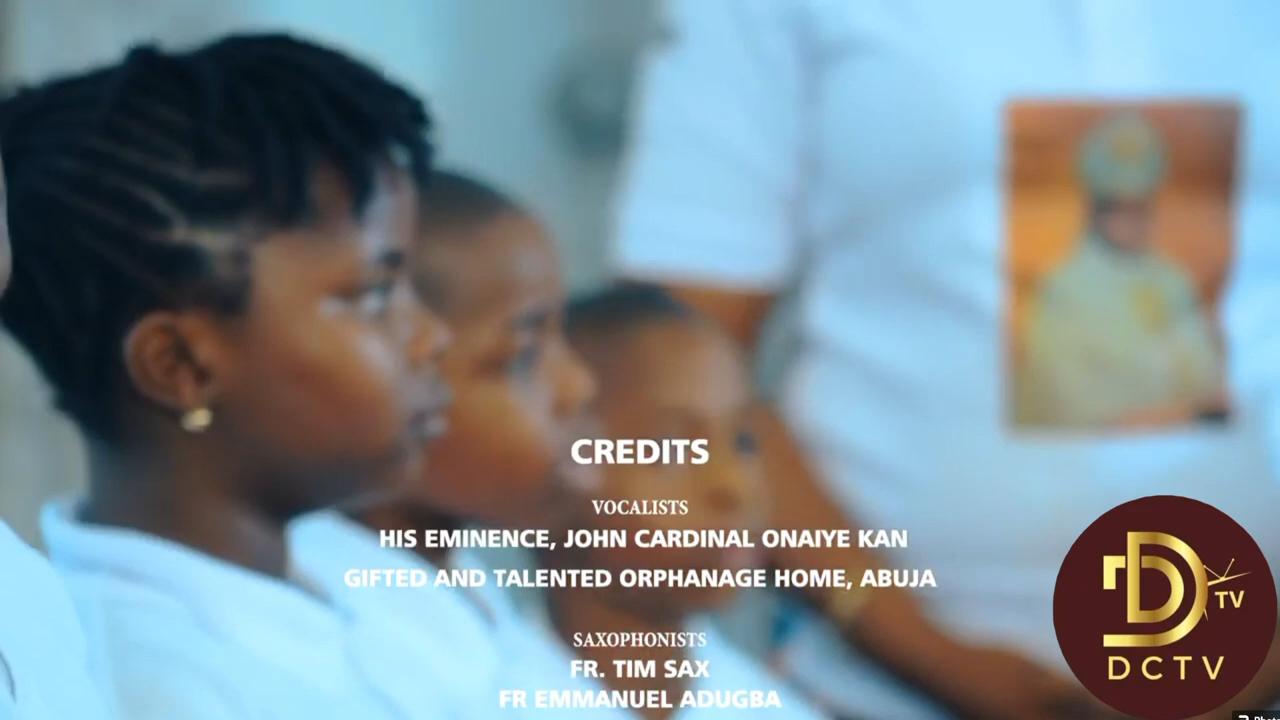 CREDITS
VOCALISTS
HIS EMINENCE, JOHN CARDINAL ONAIYE KAN
GIFTED AND TALENTED ORPHANAGE HOME, ABUJA
SAXOPHONISTS
FR. TIM SAX
FR EMMANUEL ADUGBA
TV
DCTV